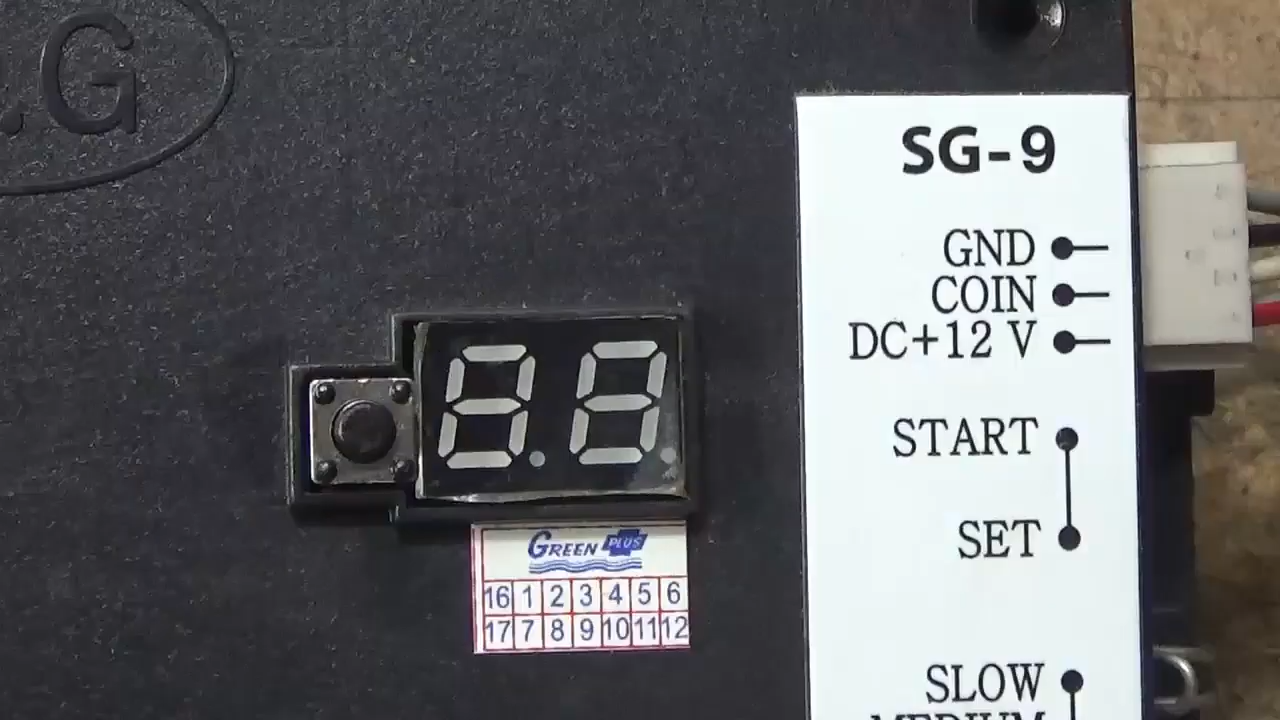 .G
SG-9
GND
COIN
DC+12 V
START
SET
SLOW
MEDIUM
GREEN PLUS
16 1 2 3 4 5 6
17 7 8 9 10 11 12